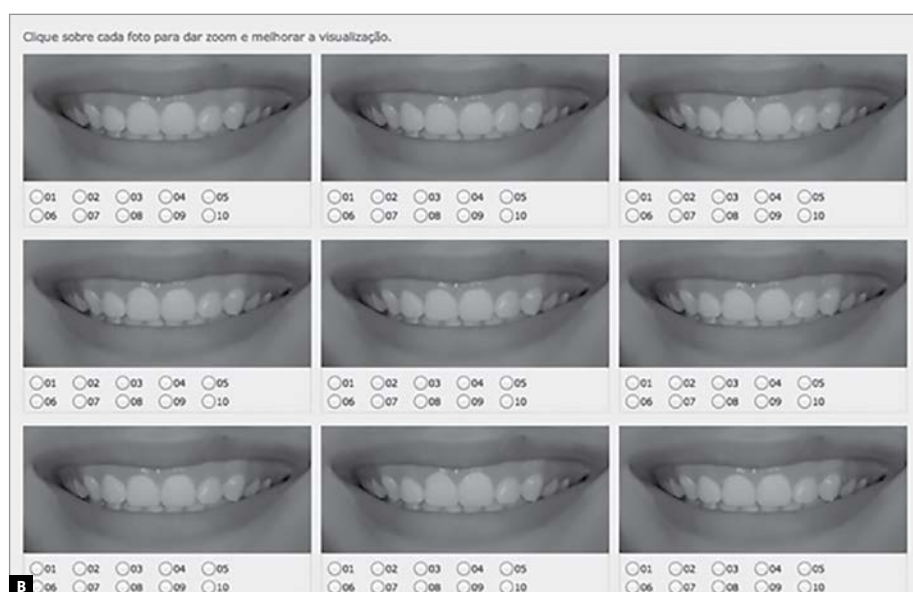 Clique sobre cada foto para dar zoom e melhorar a visualização.
01 02 03 04 05 01 02 03 04 05 01 02 03 04 05
06 07 08 09 10 06 07 08 09 10 06 07 08 09 10
01 02 03 04 05 01 02 03 04 05 01 02 03 04 05
06 07 08 09 10 06 07 08 09 10 06 07 08 09 10
01 02 03 04 05 01 02 03 04 05 01 02 03 04 05
B 06 07 08 09 10 06 07 08 09 10 06 07 08 09 10